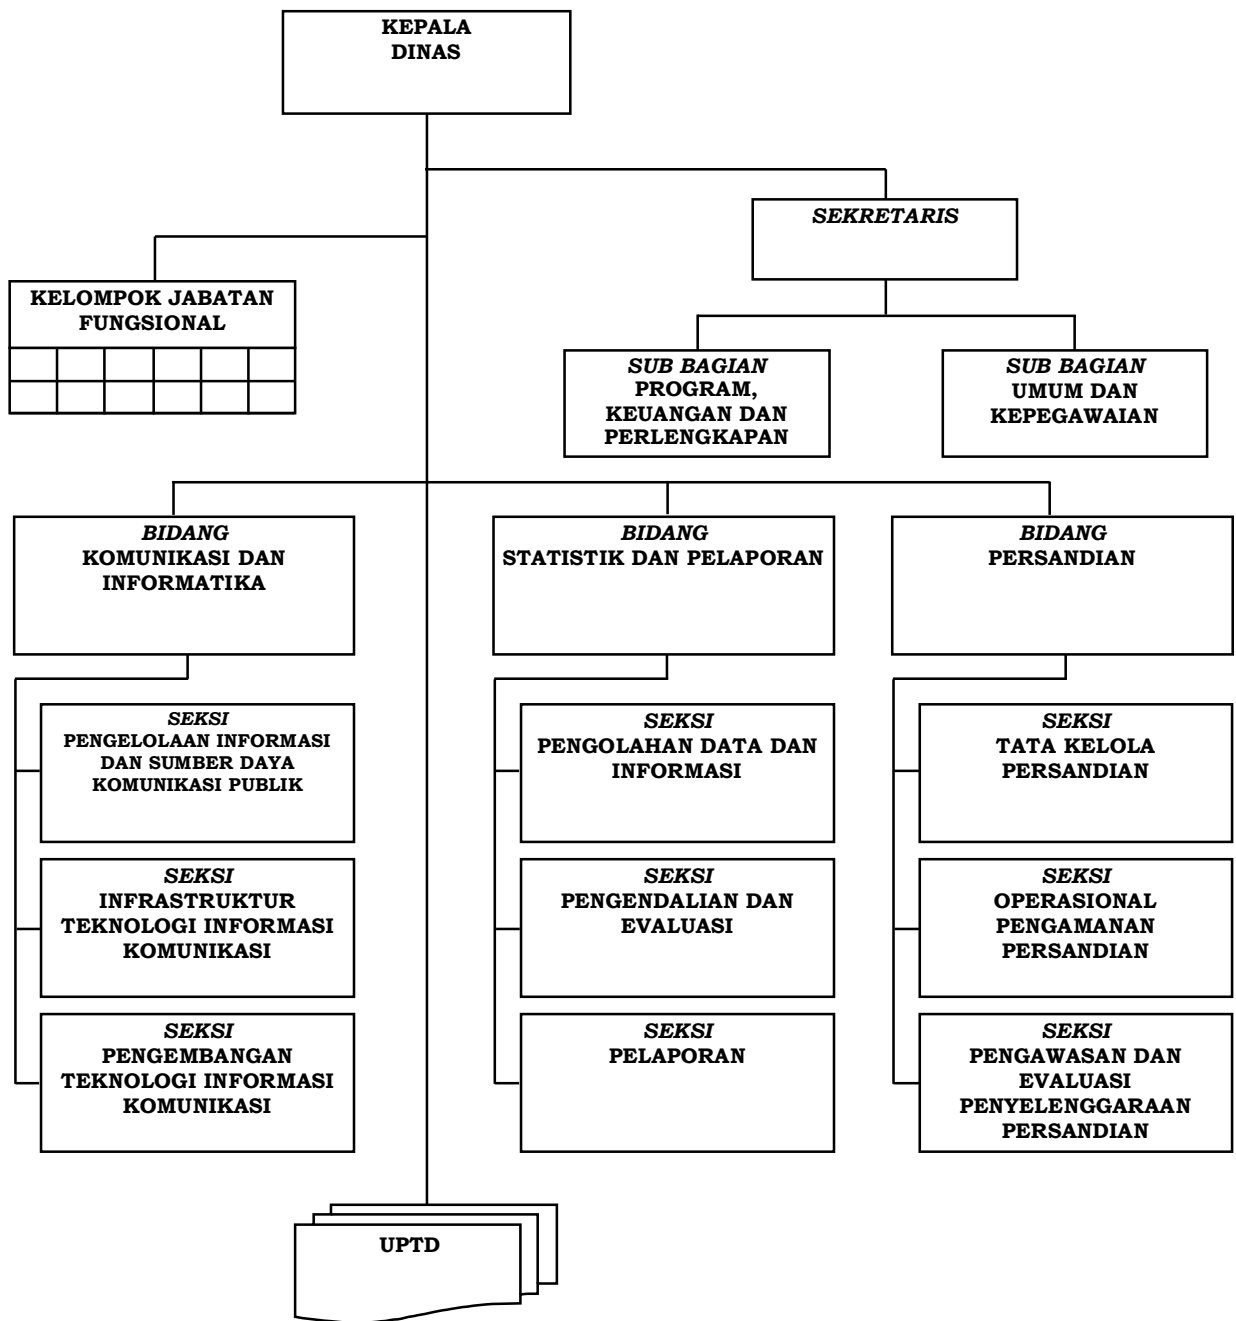 KEPALA
DINAS
SEKRETARIS
KELOMPOK JABATAN
FUNGSIONAL
SUB BAGIAN
PROGRAM,
KEUANGAN DAN
PERLENGKAPAN
SUB BAGIAN
UMUM DAN
KEPEGAWAIAN
BIDANG
KOMUNIKASI DAN
INFORMATIKA
BIDANG
STATISTIK DAN PELAPORAN
BIDANG
PERSANDIAN
SEKSI
PENGELOLAAN INFORMASI
DAN SUMBER DAYA
KOMUNIKASI PUBLIK
SEKSI
PENGOLAHAN DATA DAN
INFORMASI
SEKSI
TATA KELOLA
PERSANDIAN
SEKSI
INFRASTRUKTUR
TEKNOLOGI INFORMASI
KOMUNIKASI
SEKSI
PENGENDALIAN DAN
EVALUASI
SEKSI
OPERASIONAL
PENGAMANAN
PERSANDIAN
SEKSI
PENGEMBANGAN
TEKNOLOGI INFORMASI
KOMUNIKASI
SEKSI
PELAPORAN
SEKSI
PENGAWASAN DAN
EVALUASI
PENYELENGGARAAN
PERSANDIAN
UPTD